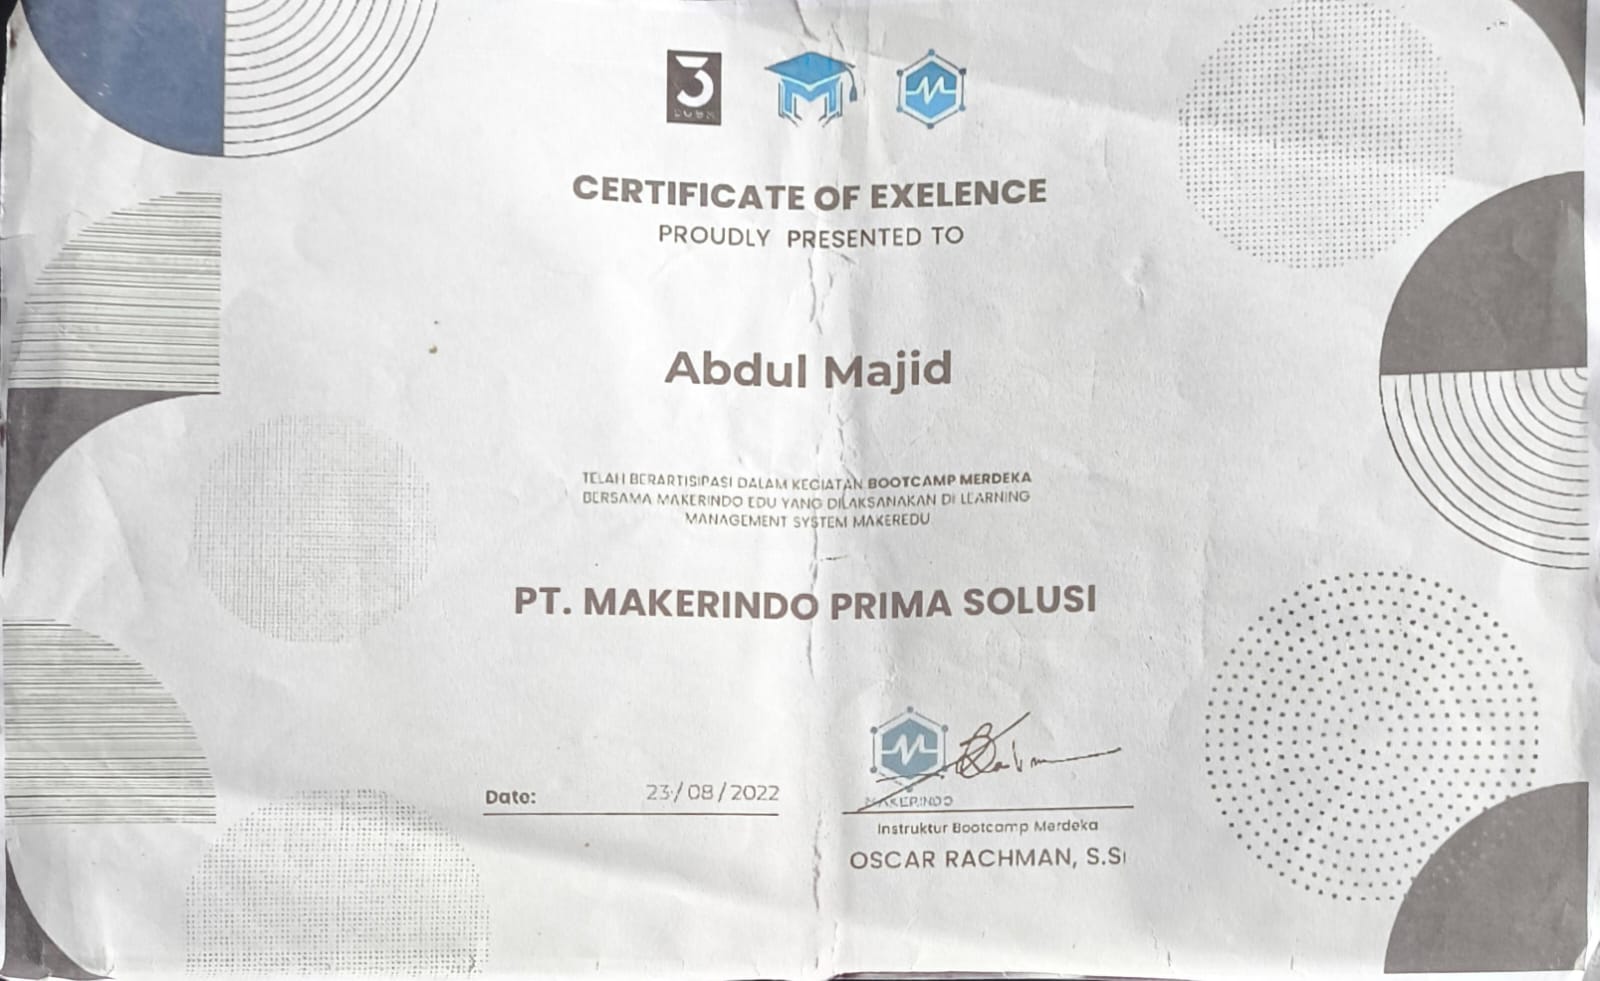 3
CERTIFICATE OF EXELENCE
PROUDLY PRESENTED TO
Abdul Majid
TELAH BERARTISIPASI DALAM KEGIATAN BOOTCAMP MERDEKA
BERSAMA MAKERINDO EDU YANG DILAKSANAKAN DI LEARNING
MANAGEMENT SYSTEM MAKEREDU
PT. MAKERINDO PRIMA SOLUSI
Date: 23/08/2022
MAKERINDO
Instruktur Bootcamp Merdeka
OSCAR RACHMAN, S.Si